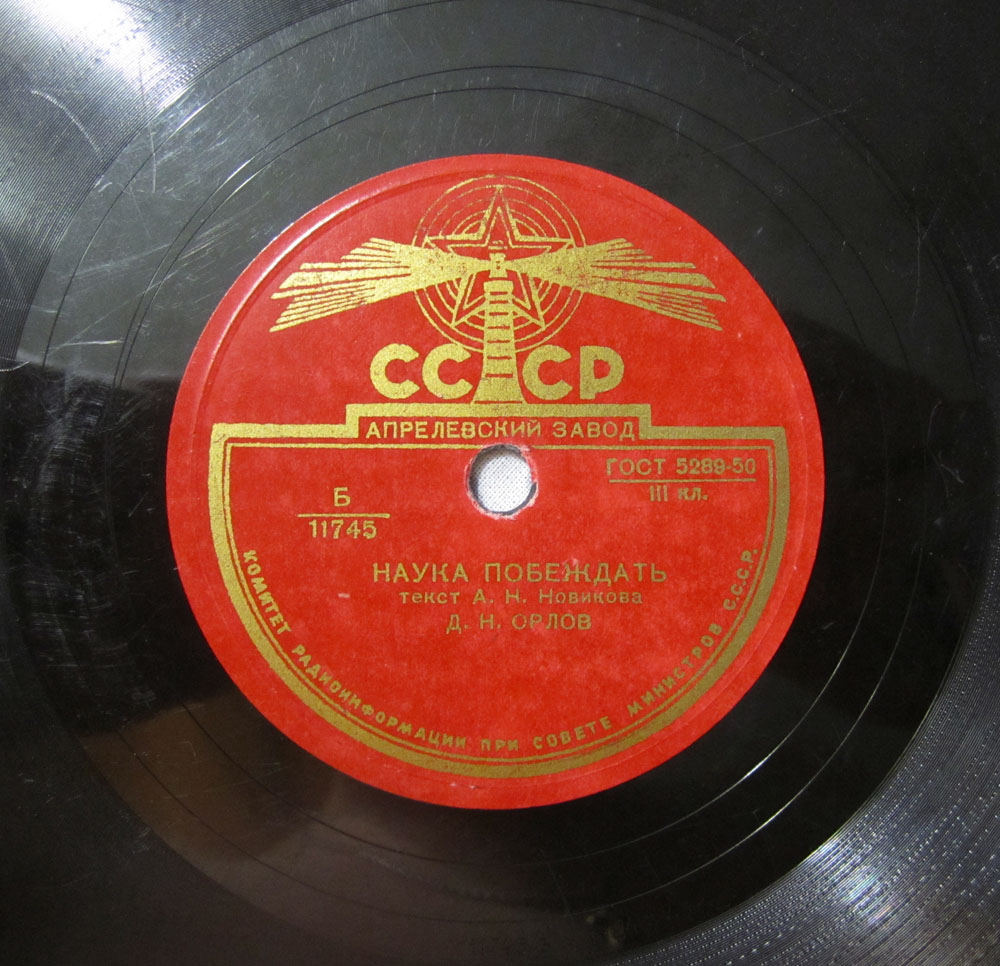 СССР
АПРЕЛЕВСКИЙ ЗАВОД
ГОСТ 5289-50
III кл.
Б
11745
НАУКА ПОБЕЖДАТЬ
текст А. Н. Новикова
Д. Н. ОРЛОВ
КОМИТЕТ РАДИОИНФОРМАЦИИ ПРИ СОВЕТЕ МИНИСТРОВ С.С.С.Р.